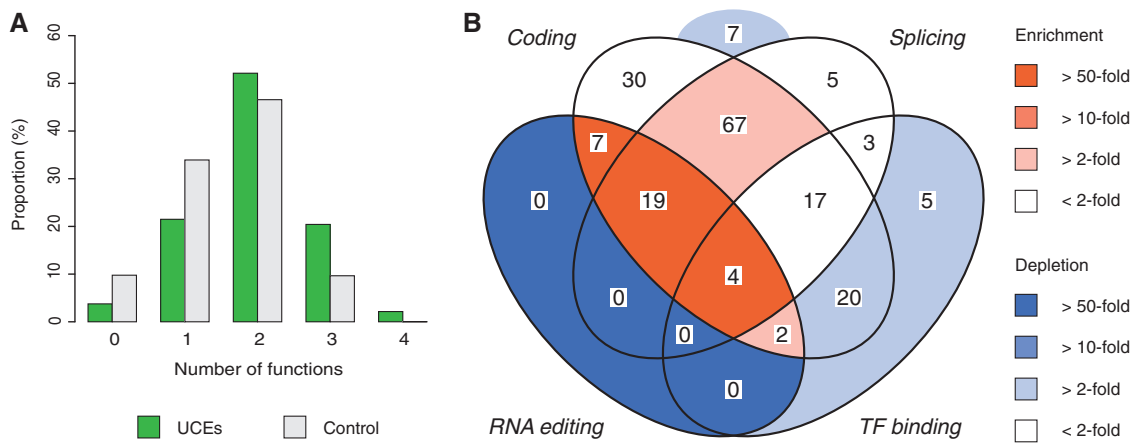 A
60
50
40
30
20
10
0
Proportion (%)
0 1 2 3 4
Number of functions
UCEs Control
B
Coding
Splicing
RNA editing
TF binding
7
30
5
67
7
3
0
19
17
5
0
4
20
0
2
0
Enrichment
> 50-fold
> 10-fold
> 2-fold
< 2-fold
Depletion
> 50-fold
> 10-fold
> 2-fold
< 2-fold